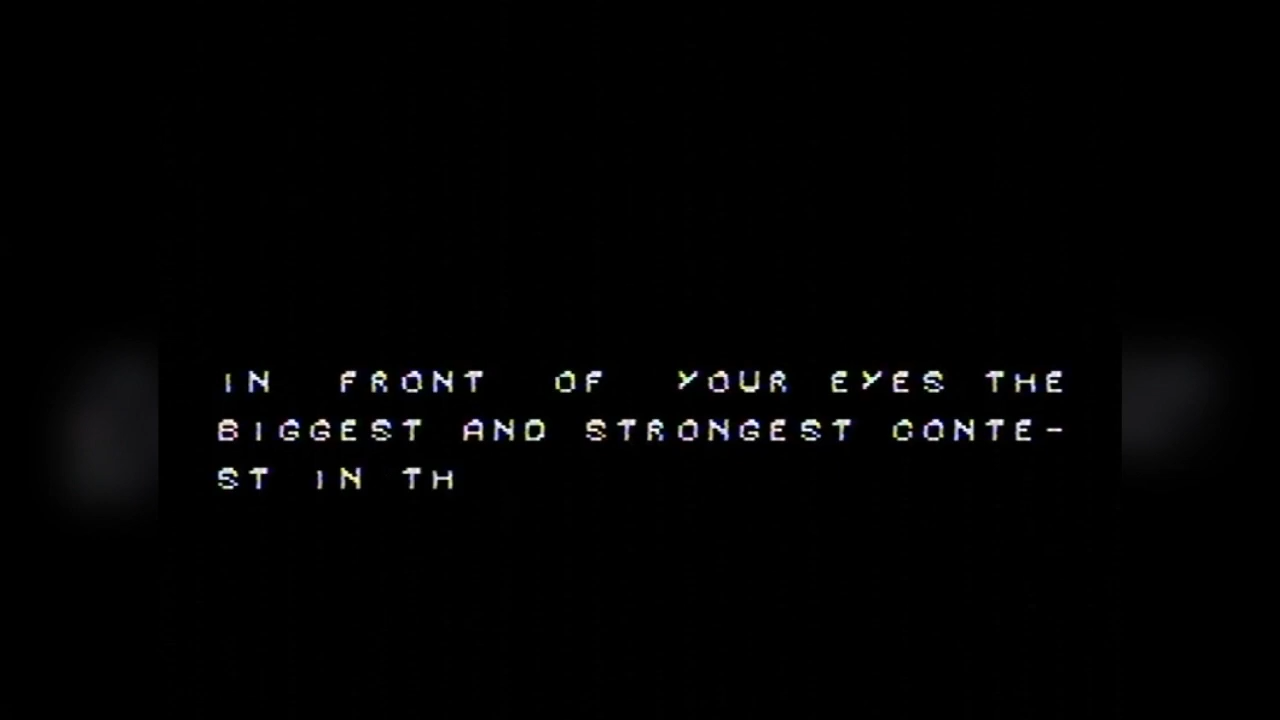 IN FRONT OF YOUR EYES THE
BIGGEST AND STRONGEST CONTE-
ST IN TH